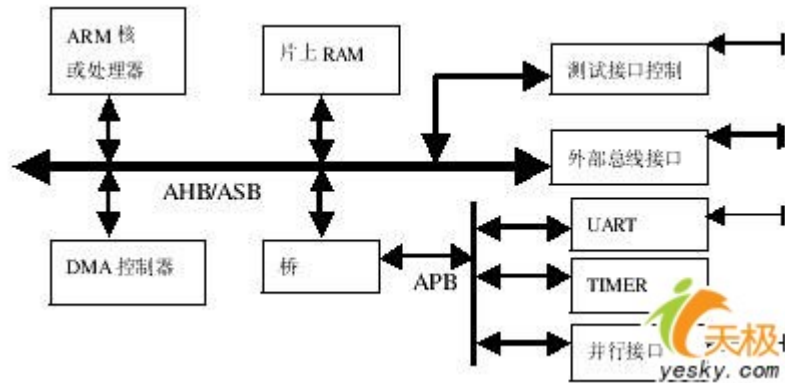 ARM 核
或处理器
片上 RAM
测试接口控制
外部总线接口
AHB/ASB
DMA 控制器
桥
APB
UART
TIMER
并行接口
天极
yesky.com